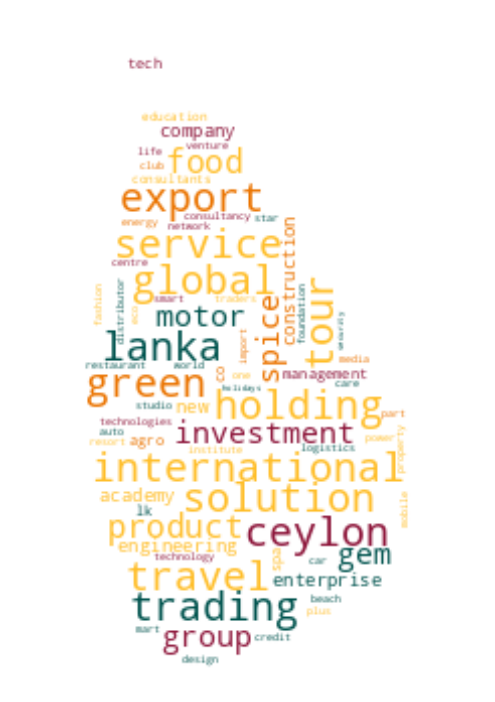 tech
education
company
venture
life
food
club
consultants
export
consultancy
star
energy
network
service
construction
centre
global
tour
smart
traders
fashion
distributor
eco
spice
foundation
security
motor
lanka
import
media
restaurant
world
co
one
management
green
holidays
care
studio
new
holding
part
technologies
auto
investment
power
resort
agro
institute
logistics
property
international
academy
solution
mobile
lk
product
ceylon
engineering
technology
spa
car
gem
travel
enterprise
trading
beach
plus
mart
group
credit
design